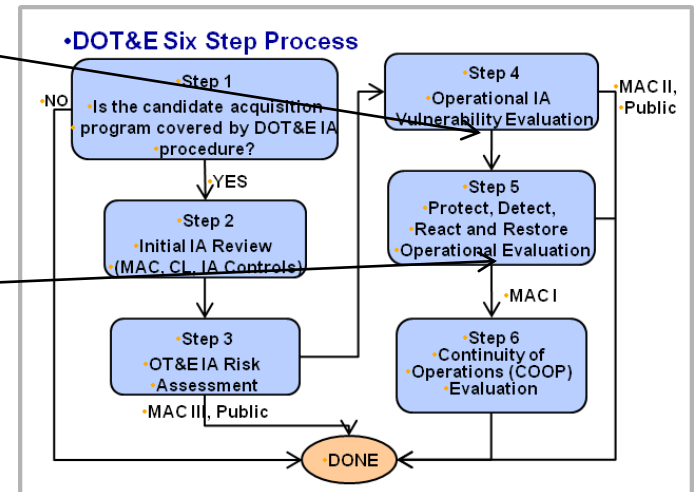 •DOT&E Six Step Process
•Step 1
•Is the candidate acquisition
•program covered by DOT&E IA
•procedure?
•NO
•YES
•Step 2
•Initial IA Review
•(MAC, CL, IA Controls)
•Step 3
•OT&E IA Risk
•Assessment
•MAC III, Public
•Step 4
•Operational IA
Vulnerability Evaluation
•MAC II,
•Public
•Step 5
•Protect, Detect,
•React and Restore
•Operational Evaluation
•MAC I
•Step 6
•Continuity of
•Operations (COOP)
•Evaluation
•DONE